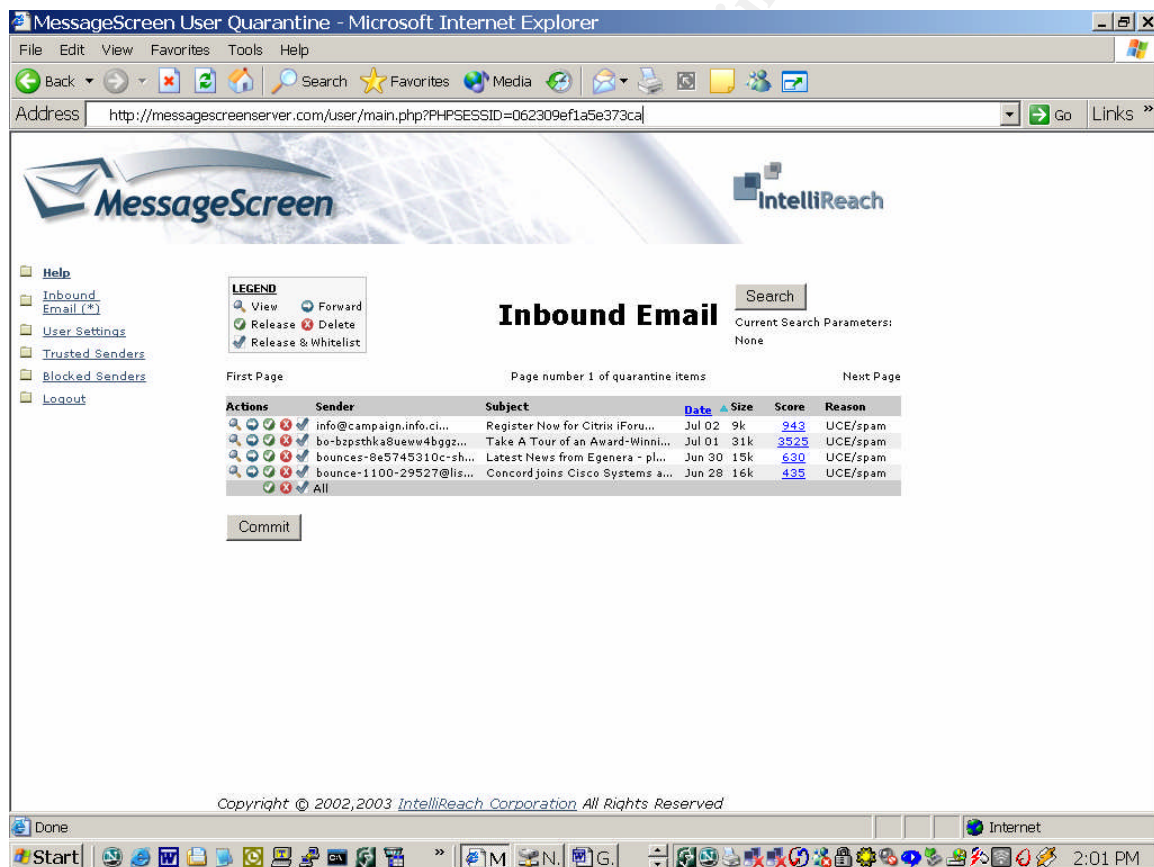 MessageScreen User Quarantine - Microsoft Internet Explorer
File Edit View Favorites Tools Help
Back Search Favorites Media
Address http://messagescreenserver.com/user/main.php?PHPSESSID=062309ef1a5e373ca Go Links »
MessageScreen
IntelliReach
Help
Inbound Email (*)
User Settings
Trusted Senders
Blocked Senders
Logout
LEGEND
View Forward
Release Delete
Release & Whitelist
Inbound Email
Search
Current Search Parameters:
None
First Page Page number 1 of quarantine items Next Page
Actions Sender Subject Date Size Score Reason
info@campaign.info.ci... Register Now for Citrix iForu... Jul 02 9k 943 UCE/spam
bo-bzpsthka8ueww4bggz... Take A Tour of an Award-Winni... Jul 01 31k 3525 UCE/spam
bounces-8e5745310c-sh... Latest News from Egenera - pl... Jun 30 15k 630 UCE/spam
bounce-1100-29527@lis... Concord joins Cisco Systems a... Jun 28 16k 435 UCE/spam
All
Commit
Copyright © 2002,2003 IntelliReach Corporation All Rights Reserved
Done Internet
Start » M N. G. 2:01 PM